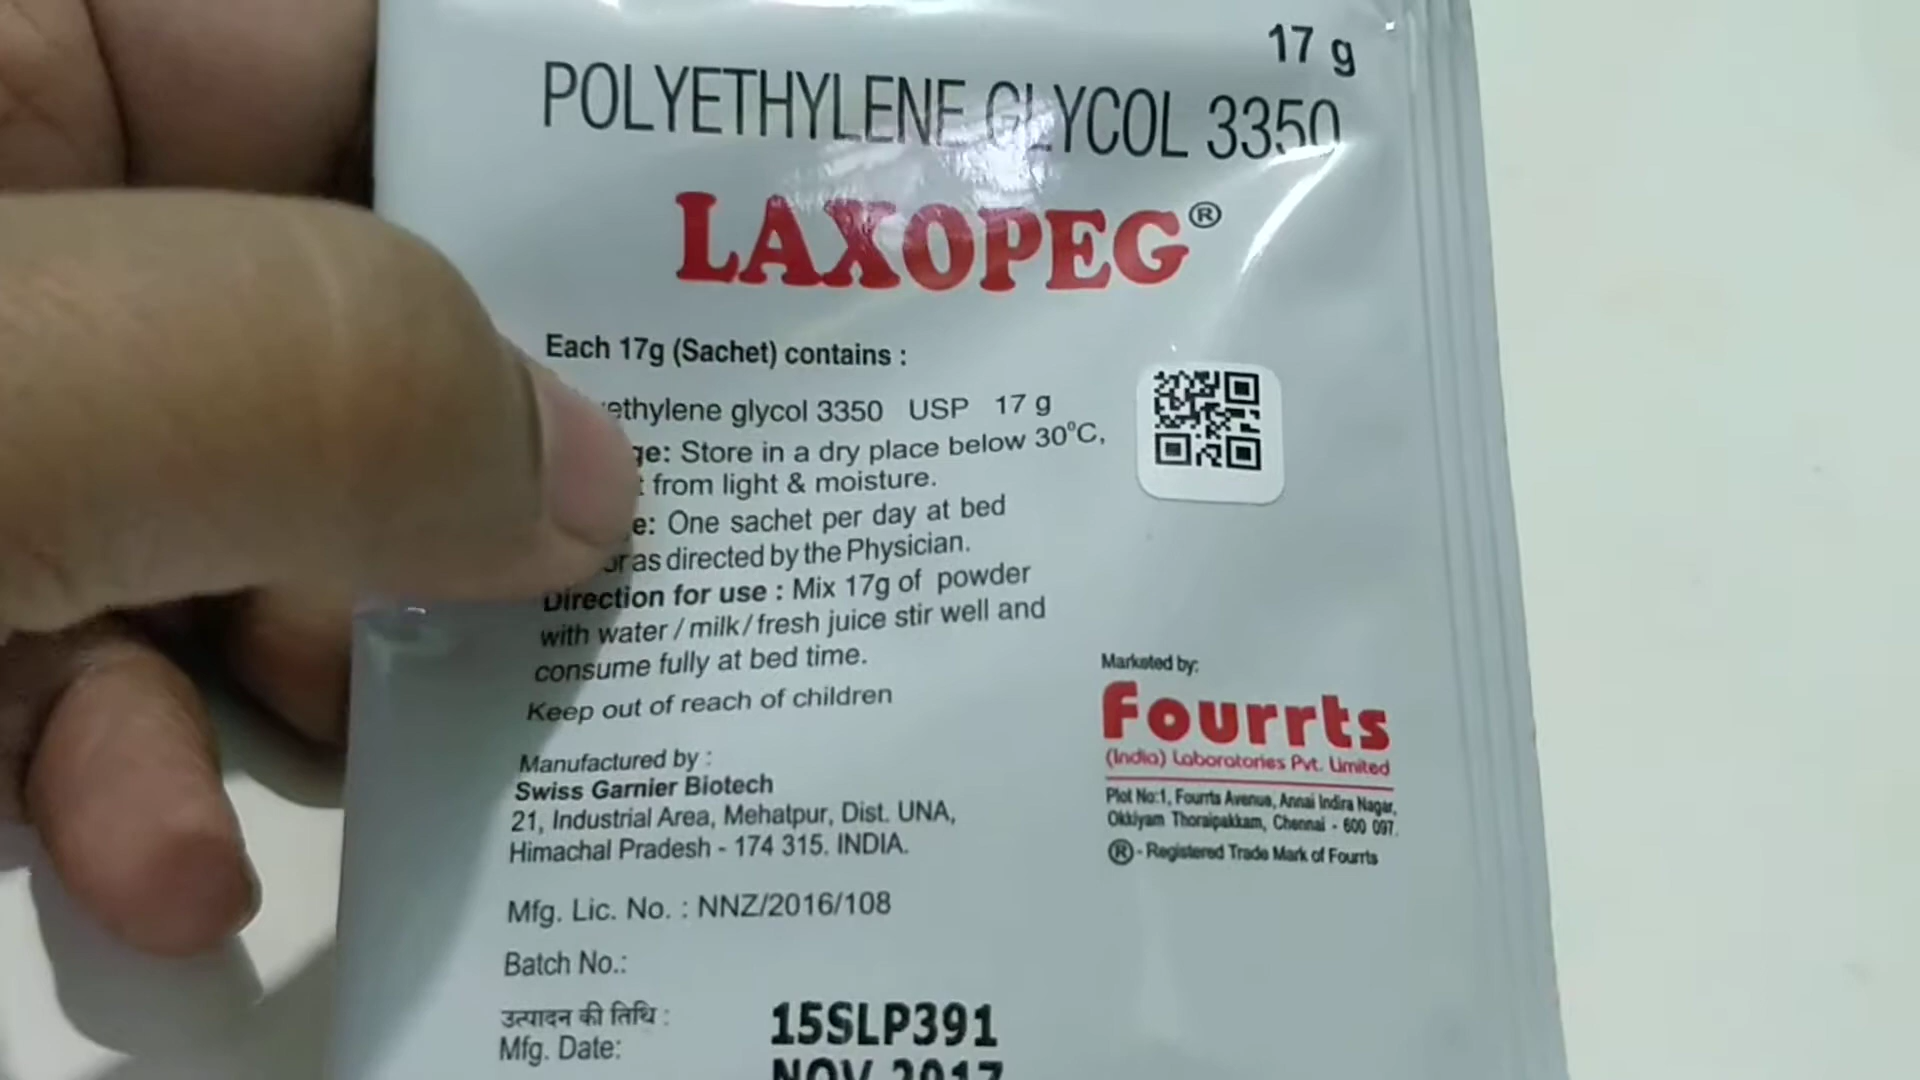 17 g
POLYETHYLENE GLYCOL 3350
LAXOPEG®
Each 17g (Sachet) contains :
ethylene glycol 3350 USP 17 g
ge: Store in a dry place below 30°C,
from light & moisture.
e: One sachet per day at bed
or as directed by the Physician.
Direction for use : Mix 17g of powder
with water / milk / fresh juice stir well and
consume fully at bed time.
Keep out of reach of children
Manufactured by :
Swiss Garnier Biotech
21, Industrial Area, Mehatpur, Dist. UNA,
Himachal Pradesh - 174 315. INDIA.
Mfg. Lic. No. : NNZ/2016/108
Batch No.:
उत्पादन की तिथि :
Mfg. Date:
15SLP391
NOV 2017
Marketed by:
Fourrts
(India) Laboratories Pvt. Limited
Plot No:1, Fourrts Avenue, Annai Indira Nagar,
Okkiyam Thoraipakkam, Chennai - 600 097.
® - Registered Trade Mark of Fourrts